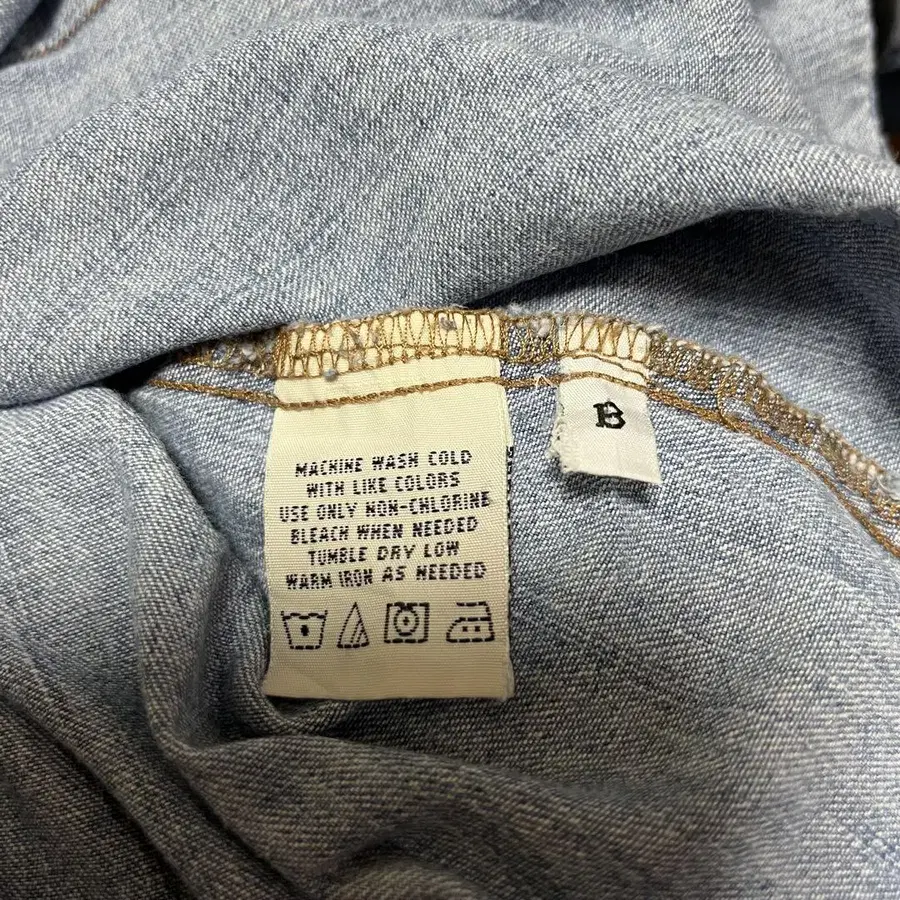 MACHINE WASH COLD
WITH LIKE COLORS
USE ONLY NON-CHLORINE
BLEACH WHEN NEEDED
TUMBLE DRY LOW
WARM IRON AS NEEDED
B